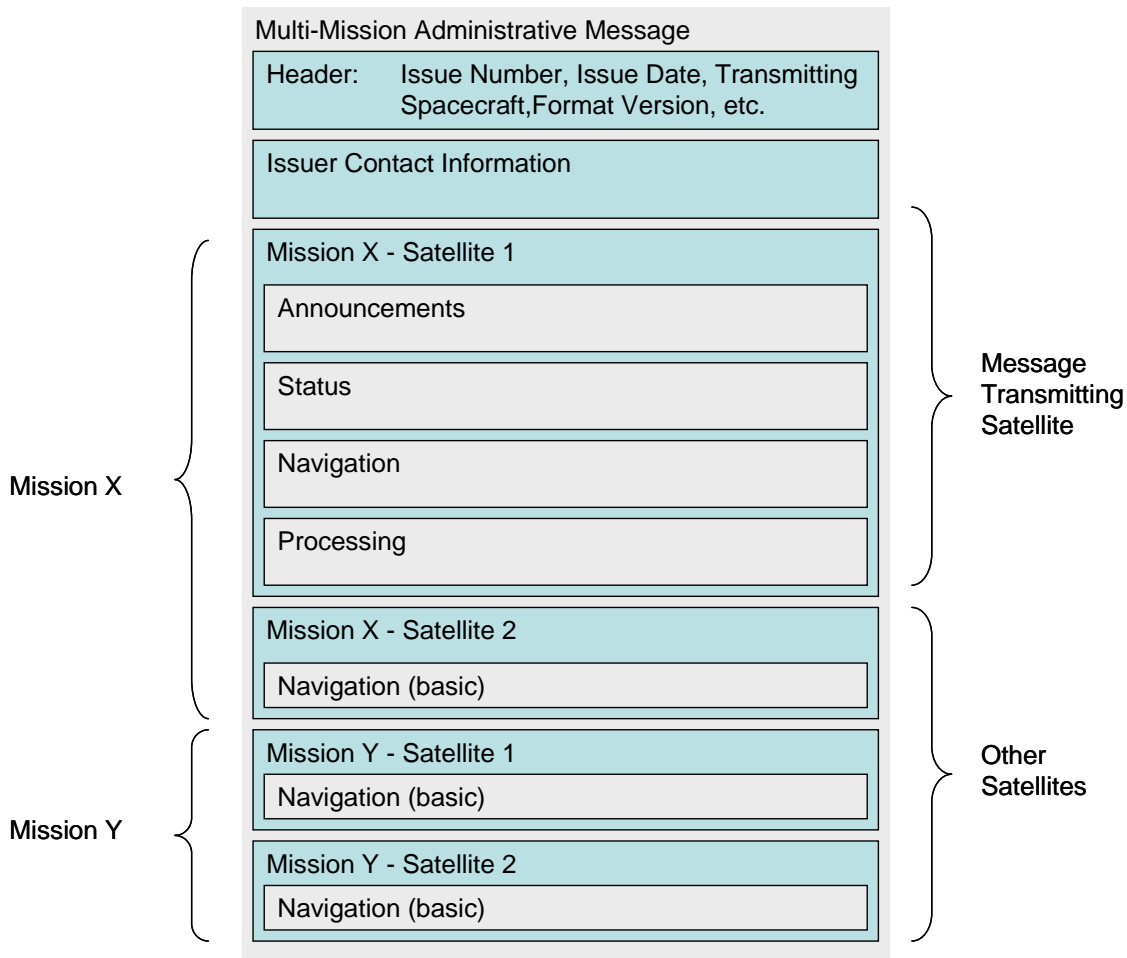 Multi-Mission Administrative Message
Header: Issue Number, Issue Date, Transmitting
Spacecraft,Format Version, etc.
Issuer Contact Information
Mission X - Satellite 1
Announcements
Status
Navigation
Processing
Mission X - Satellite 2
Navigation (basic)
Mission Y - Satellite 1
Navigation (basic)
Mission Y - Satellite 2
Navigation (basic)
Mission X
Mission Y
Message
Transmitting
Satellite
Other
Satellites